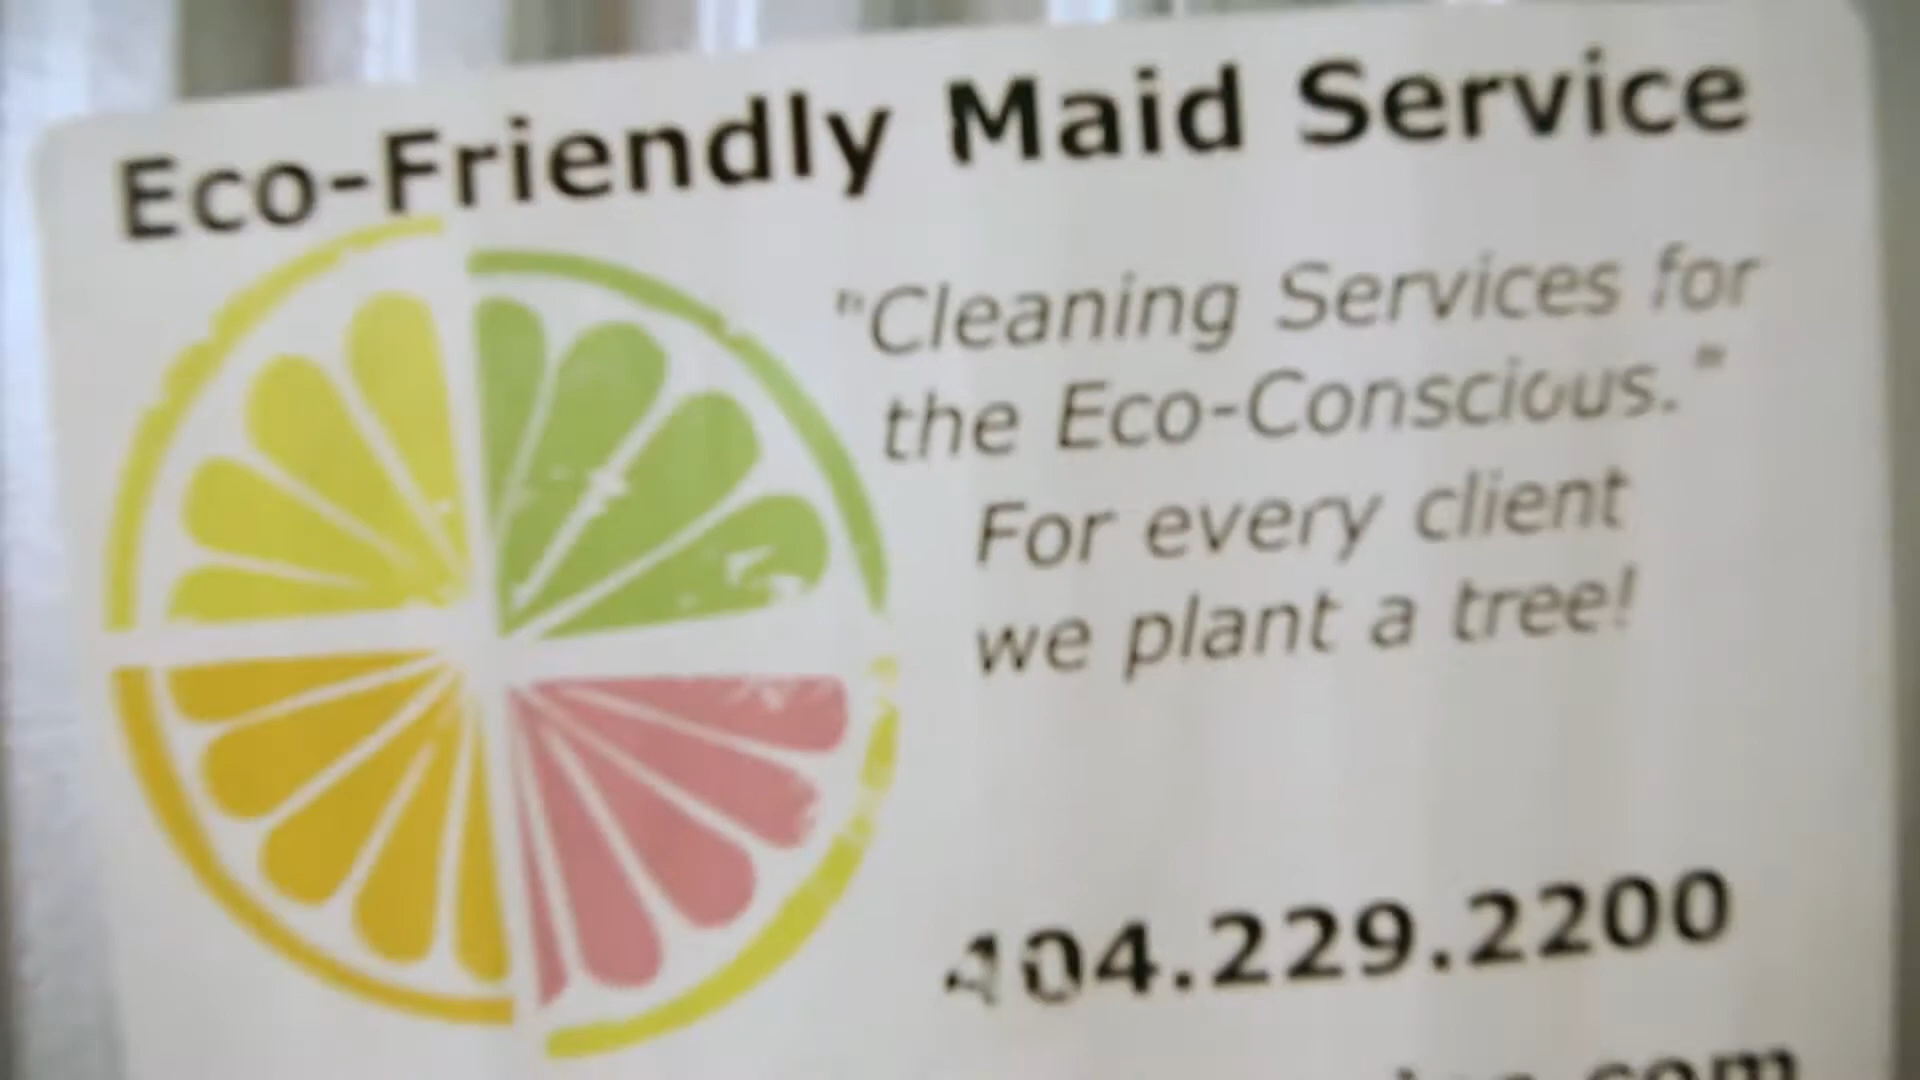 Eco-Friendly Maid Service
"Cleaning Services for
the Eco-Conscious."
For every client
we plant a tree!
404.229.2200